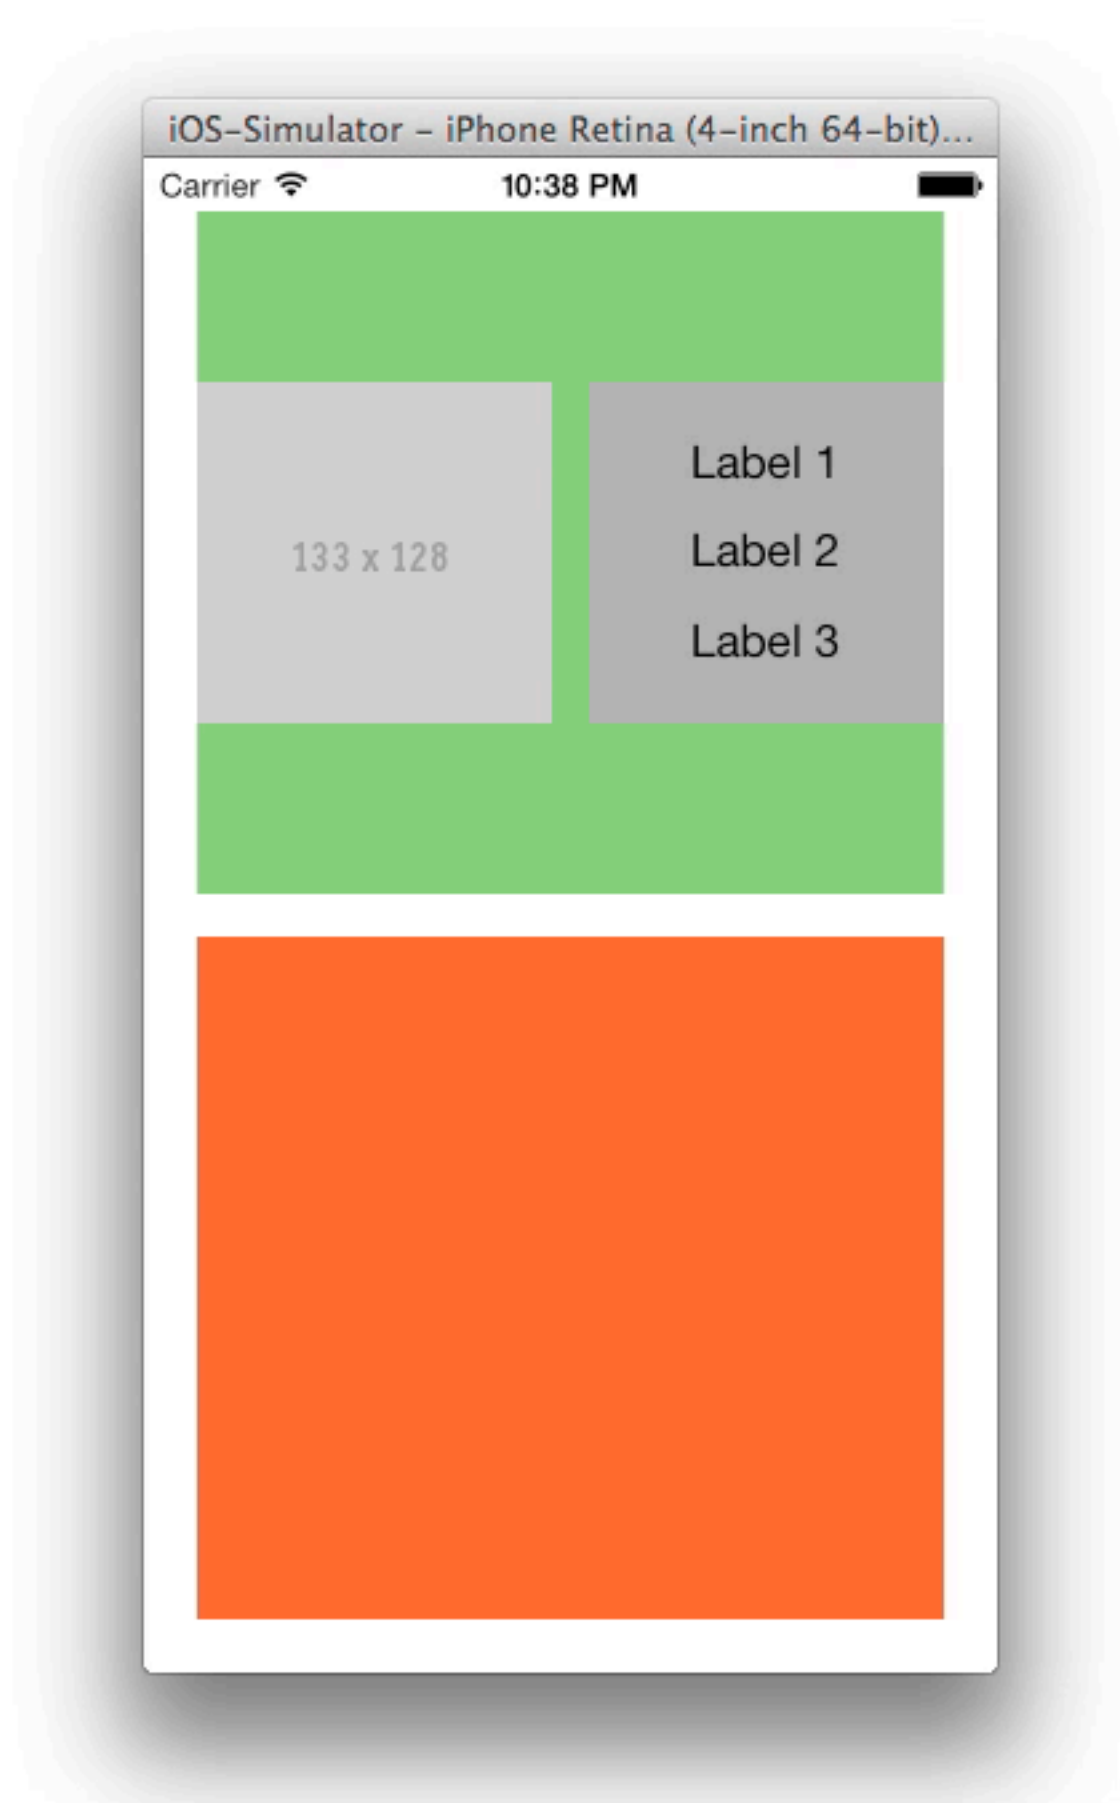 iOS-Simulator - iPhone Retina (4-inch 64-bit)...
Carrier 10:38 PM
133 x 128
Label 1
Label 2
Label 3